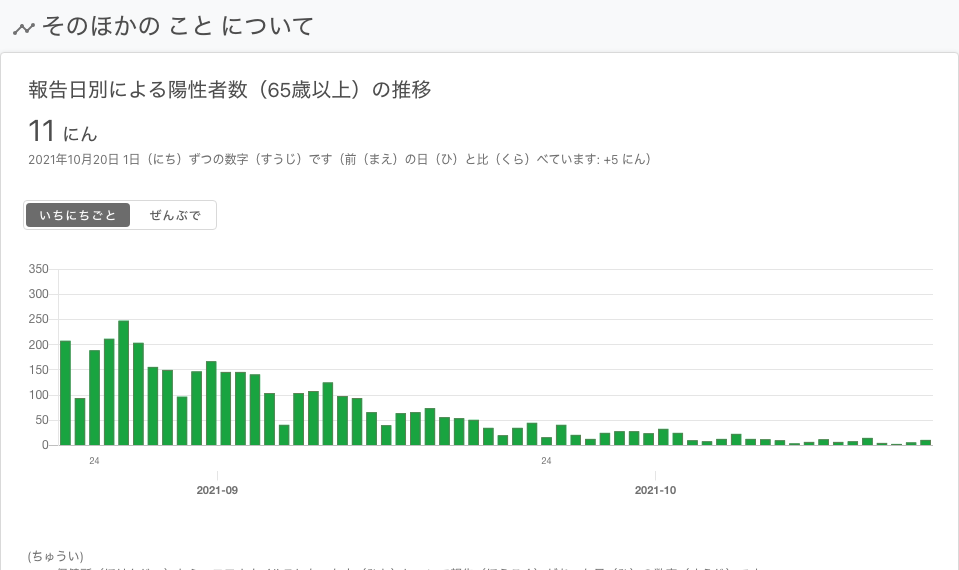 そのほかの こと について
報告日別による陽性者数（65歳以上）の推移
11 にん
2021年10月20日 1日（にち）ずつの数字（すうじ）です（前（まえ）の日（ひ）と比（くら）べています: +5 にん）
いちにちごと ぜんぶで
350
300
250
200
150
100
50
0
24 24
2021-09 2021-10
(ちゅうい)